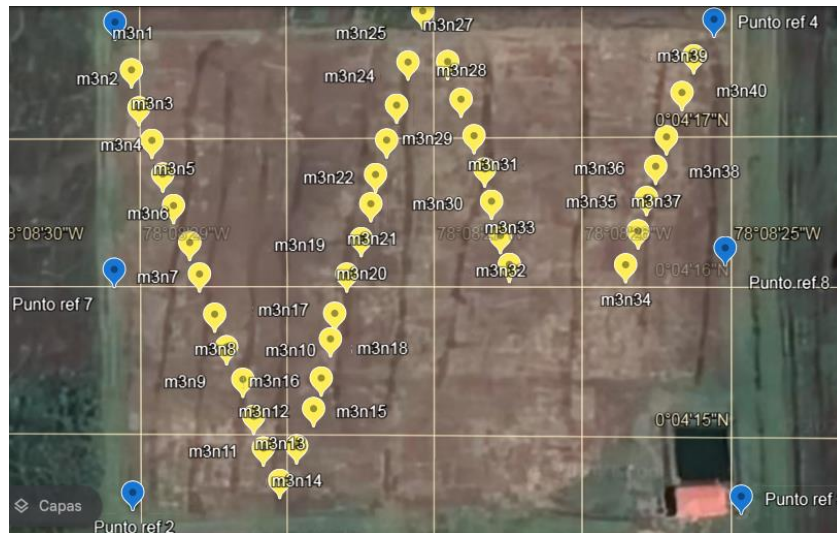 m3n27
m3n1
m3n25
Punto ref 4
m3n39
m3n2
m3n24
m3n28
m3n40
m3n3
0°04'17"N
m3n4
m3n29
m3n5
m3n31
m3n36
m3n38
m3n22
m3n6
m3n30
m3n35
m3n37
78°08'29"W
m3n19
m3n21
m3n33
78°08'25"W
m3n7
m3n20
m3n32
0°04'16"N
Punto ref 8
Punto ref 7
m3n34
m3n17
m3n8
m3n10
m3n18
m3n9
m3n16
m3n12
m3n15
0°04'15"N
m3n11
m3n13
m3n14
Capas
Punto ref
Punto ref 2